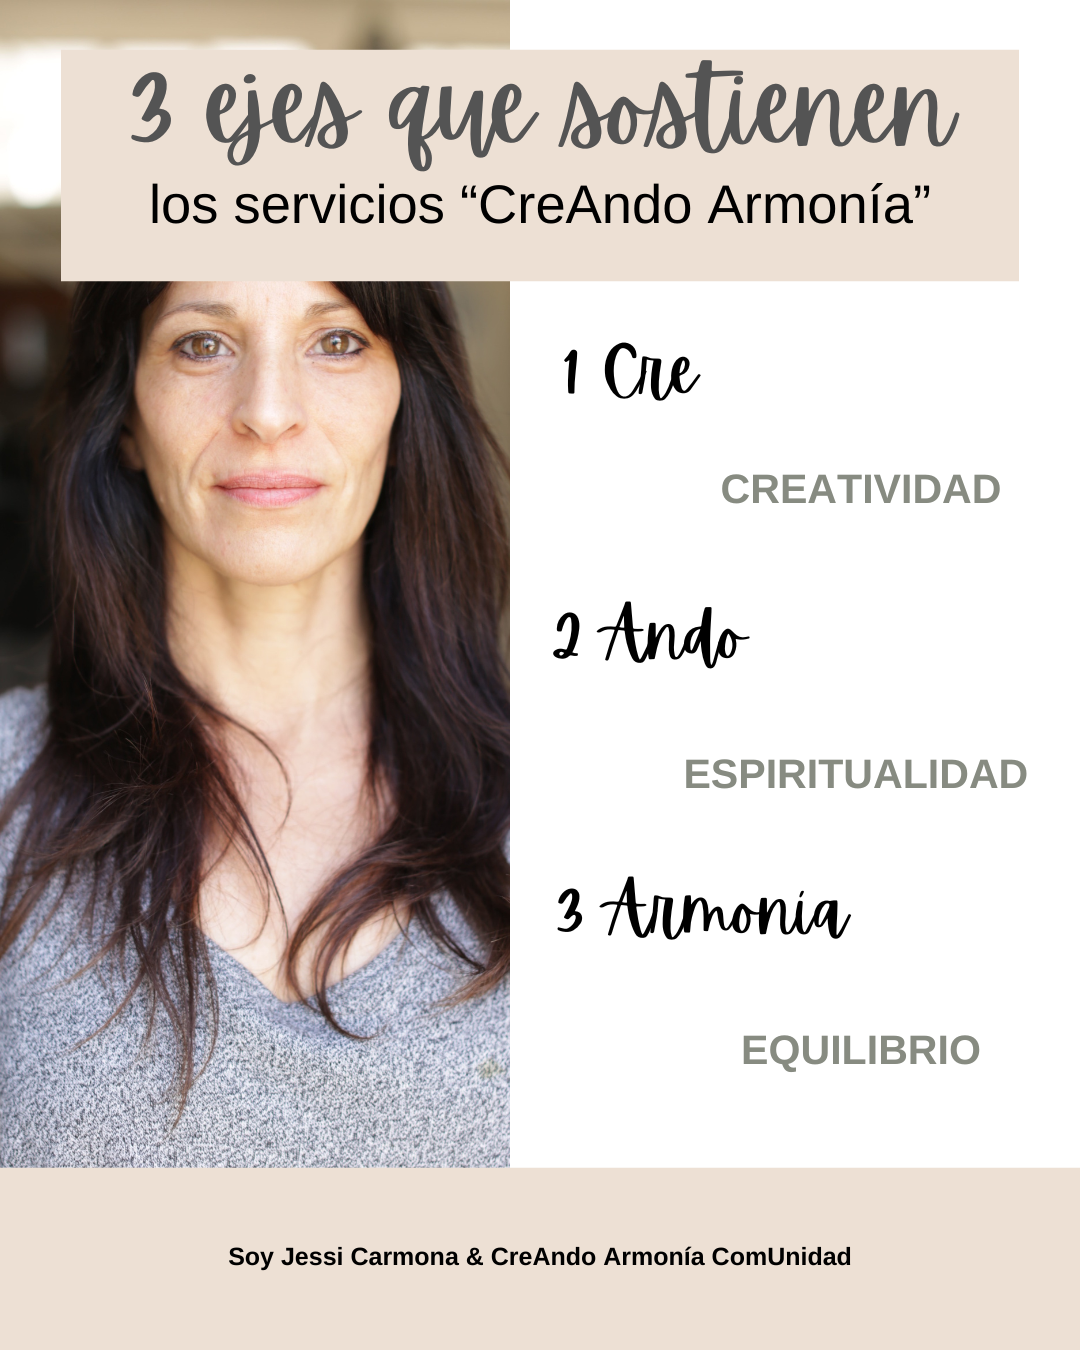 3 ejes que sostienen
los servicios “CreAndo Armonía”
1 Cre
CREATIVIDAD
2 Ando
ESPIRITUALIDAD
3 Armonía
EQUILIBRIO
Soy Jessi Carmona & CreAndo Armonía ComUnidad